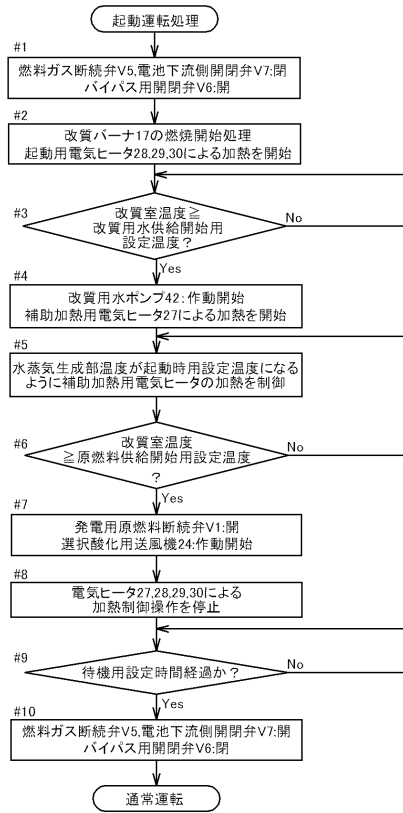 起動運転処理
#1
燃料ガス断続弁V5,電池下流側開閉弁V7:閉
バイパス用開閉弁V6:開
#2
改質バーナ17の燃焼開始処理
起動用電気ヒータ28,29,30による加熱を開始
#3
改質室温度≧
改質用水供給開始用
設定温度?
No
Yes
#4
改質用水ポンプ42:作動開始
補助加熱用電気ヒータ27による加熱を開始
#5
水蒸気生成部温度が起動時用設定温度になる
ように補助加熱用電気ヒータの加熱を制御
#6
改質室温度
≧原燃料供給開始用設定温度
?
No
Yes
#7
発電用原燃料断続弁V1:開
選択酸化用送風機24:作動開始
#8
電気ヒータ27,28,29,30による
加熱制御操作を停止
#9
待機用設定時間経過か?
No
Yes
#10
燃料ガス断続弁V5,電池下流側開閉弁V7:開
バイパス用開閉弁V6:閉
通常運転